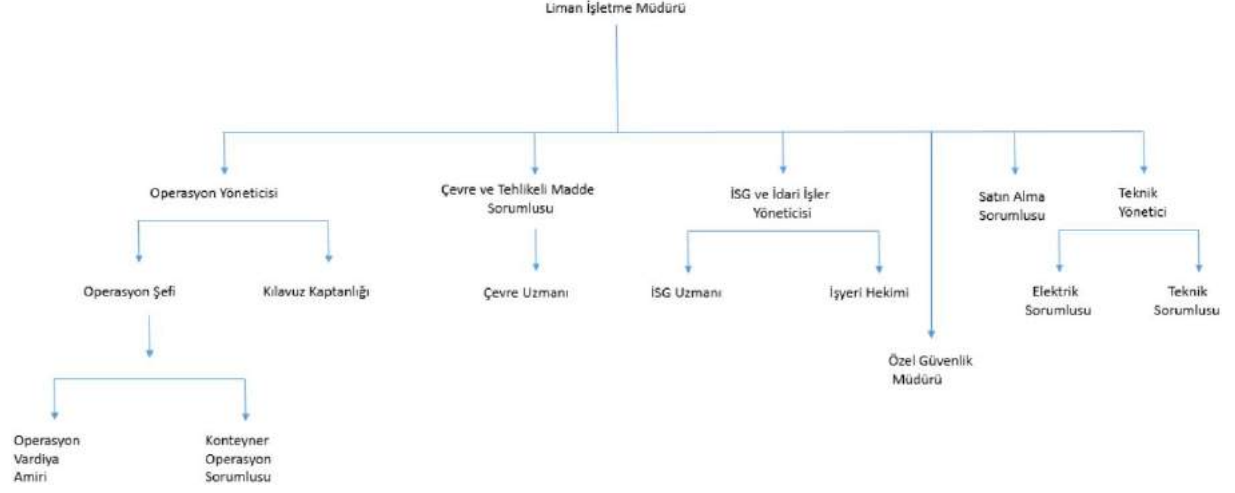 Liman İşletme Müdürü
Operasyon Yöneticisi
Çevre ve Tehlikeli Madde
Sorumlusu
İSG ve İdari İşler
Yöneticisi
Satın Alma
Sorumlusu
Teknik
Yönetici
Operasyon Şefi
Kılavuz Kaptanlığı
Çevre Uzmanı
İSG Uzmanı
İşyeri Hekimi
Elektrik
Sorumlusu
Teknik
Sorumlusu
Özel Güvenlik
Müdürü
Operasyon
Vardiya
Amiri
Konteyner
Operasyon
Sorumlusu